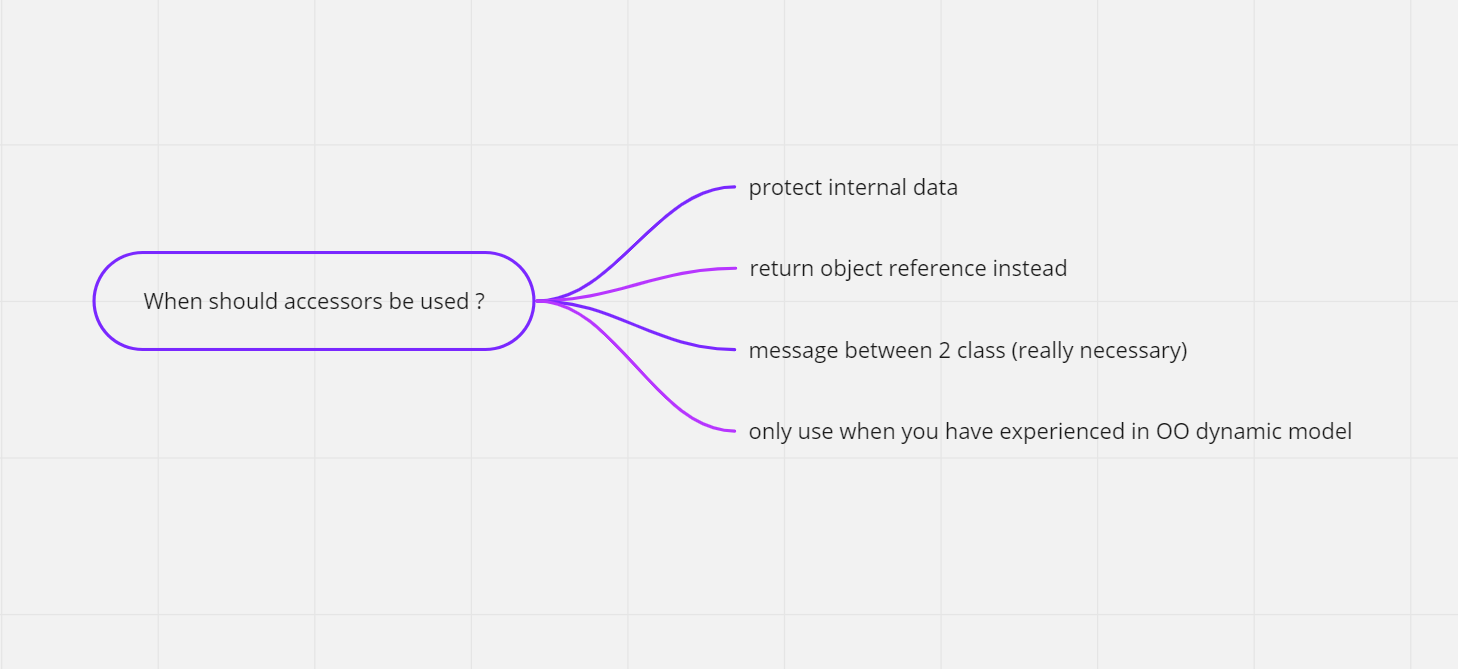 When should accessors be used ?
protect internal data
return object reference instead
message between 2 class (really necessary)
only use when you have experienced in OO dynamic model